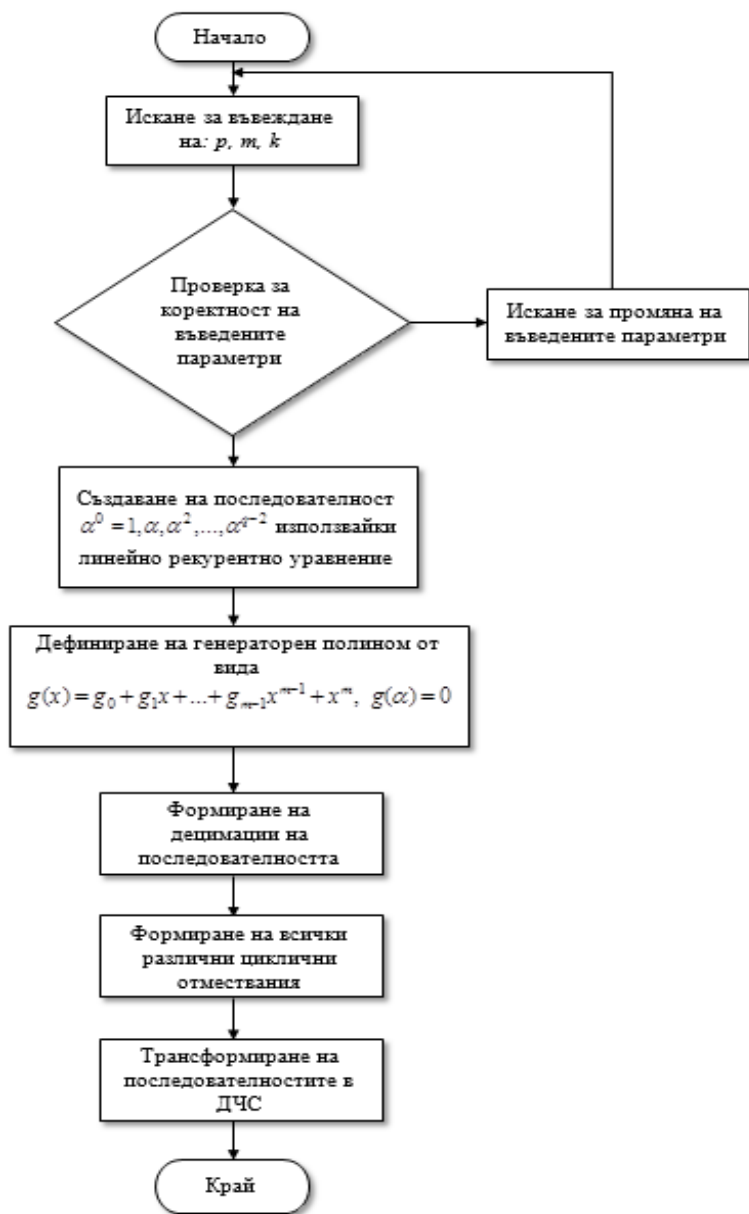 Начало
Искане за въвеждане
на: p, m, k
Проверка за
коректност на
въведените
параметри
Искане за промяна на
въведените параметри
Създаване на последователност
α⁰ = 1, α, α², ..., α^{q-2} използвайки
линейно рекурентно уравнение
Дефиниране на генераторен полином от
вида
g(x) = g₀ + g₁x + ... + g_{m-1}x^{m-1} + x^m, g(α) = 0
Формиране на
децимации на
последователността
Формиране на всички
различни циклични
отмествания
Трансформиране на
последователностите в
ДЧС
Край